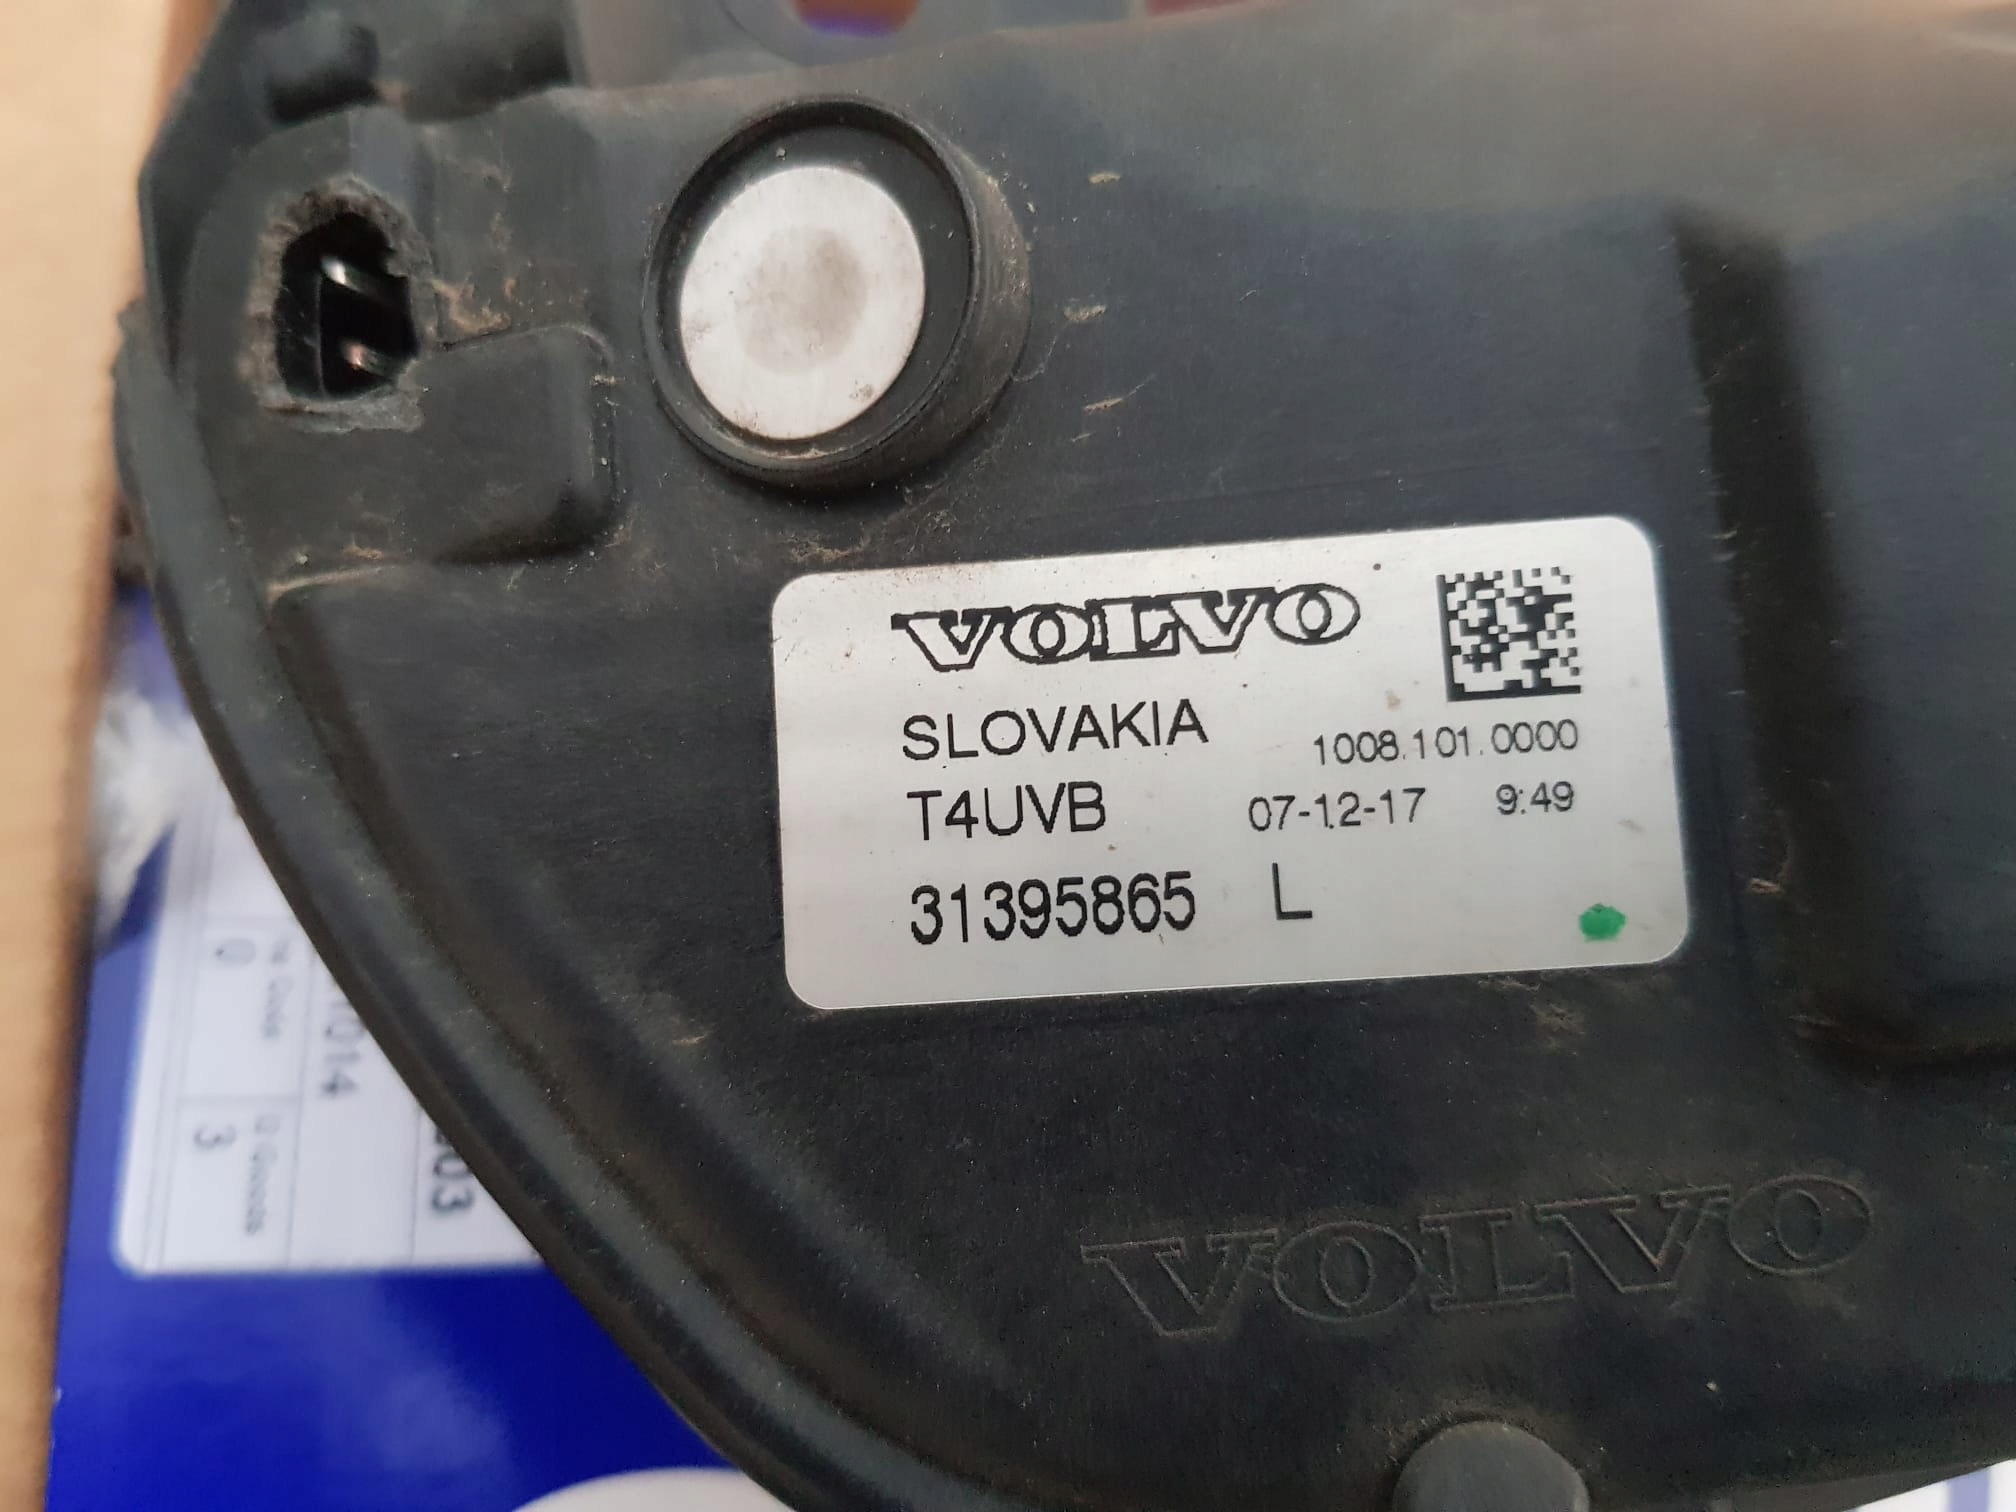 VOLVO
SLOVAKIA
1008.101.0000
T4UVB 07-12-17 9:49
31395865 L
VOLVO